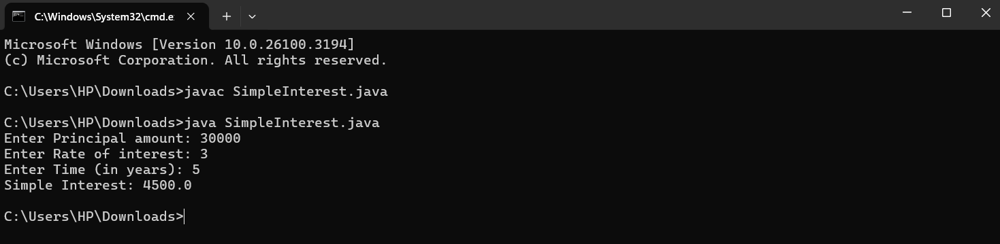 C:\Windows\System32\cmd.e
Microsoft Windows [Version 10.0.26100.3194]
(c) Microsoft Corporation. All rights reserved.
C:\Users\HP\Downloads>javac SimpleInterest.java
C:\Users\HP\Downloads>java SimpleInterest.java
Enter Principal amount: 30000
Enter Rate of interest: 3
Enter Time (in years): 5
Simple Interest: 4500.0
C:\Users\HP\Downloads>